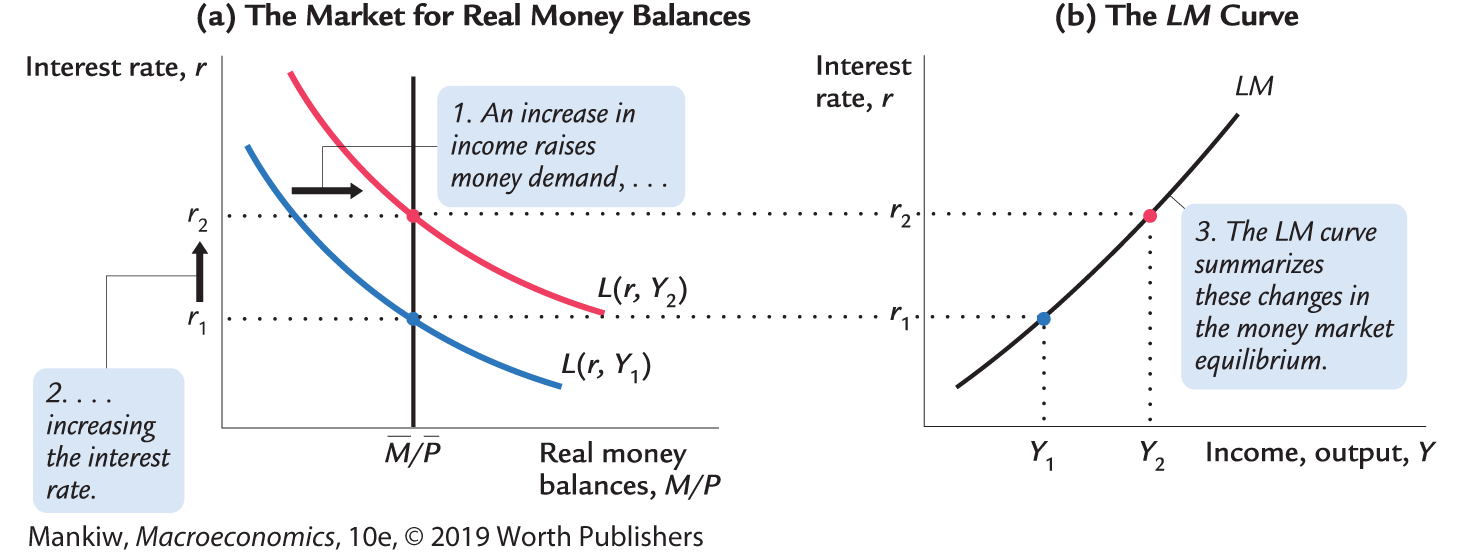 (a) The Market for Real Money Balances
Interest rate, r
1. An increase in
income raises
money demand, . . .
r₂
r₁
L(r, Y₂)
L(r, Y₁)
2. . . .
increasing
the interest
rate.
M̅/P̅
Real money
balances, M/P
(b) The LM Curve
Interest
rate, r
LM
r₂
r₁
3. The LM curve
summarizes
these changes in
the money market
equilibrium.
Y₁
Y₂
Income, output, Y
Mankiw, Macroeconomics, 10e, © 2019 Worth Publishers